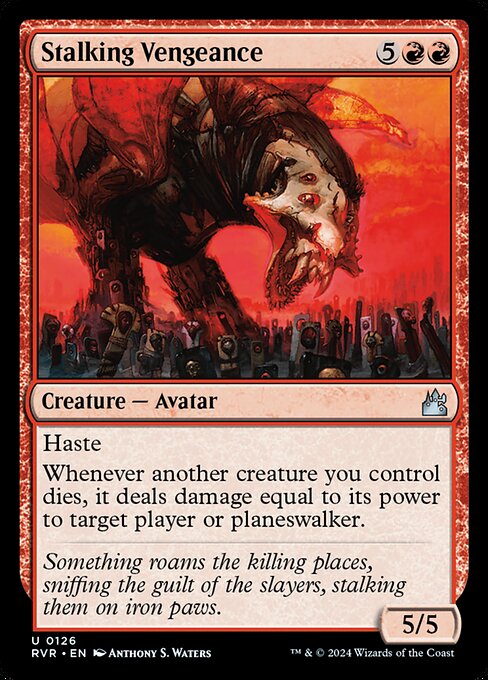 Stalking Vengeance 5
Creature — Avatar
Haste
Whenever another creature you control
dies, it deals damage equal to its power
to target player or planeswalker.
Something roams the killing places,
sniffing the guilt of the slayers, stalking
them on iron paws.
5/5
U 0126
RVR • EN Anthony S. Waters
™ & © 2024 Wizards of the Coast